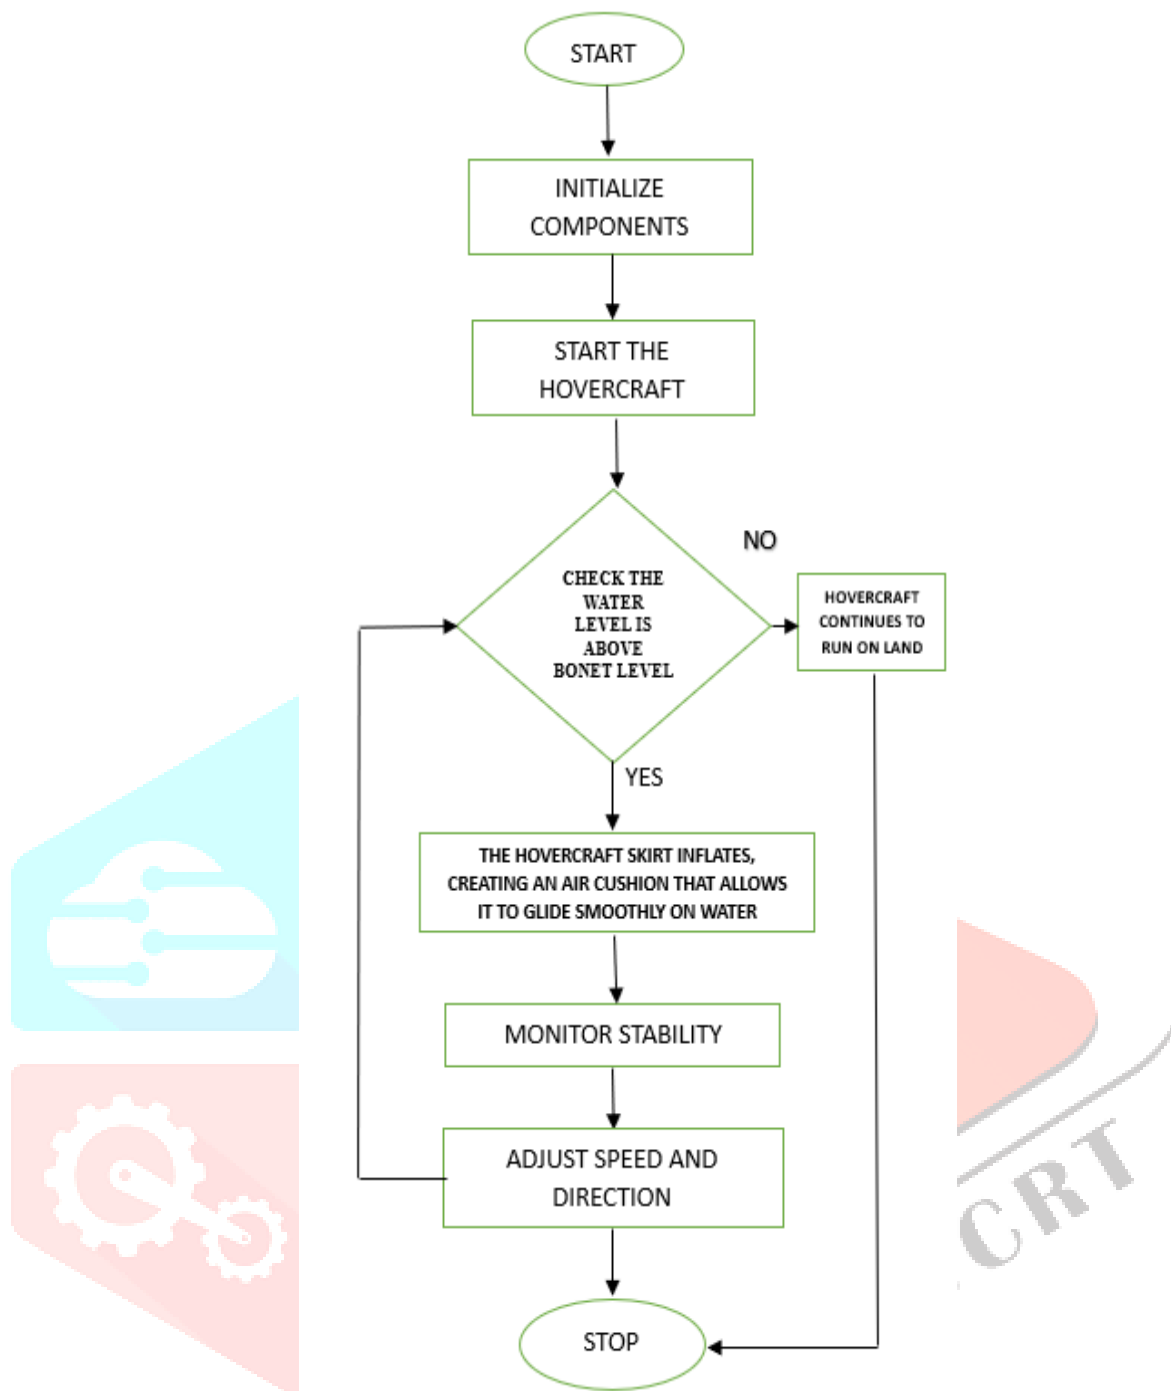 START
INITIALIZE
COMPONENTS
START THE
HOVERCRAFT
NO
CHECK THE
WATER
LEVEL IS
ABOVE
BONET LEVEL
HOVERCRAFT
CONTINUES TO
RUN ON LAND
YES
THE HOVERCRAFT SKIRT INFLATES,
CREATING AN AIR CUSHION THAT ALLOWS
IT TO GLIDE SMOOTHLY ON WATER
MONITOR STABILITY
ADJUST SPEED AND
DIRECTION
CRT
STOP